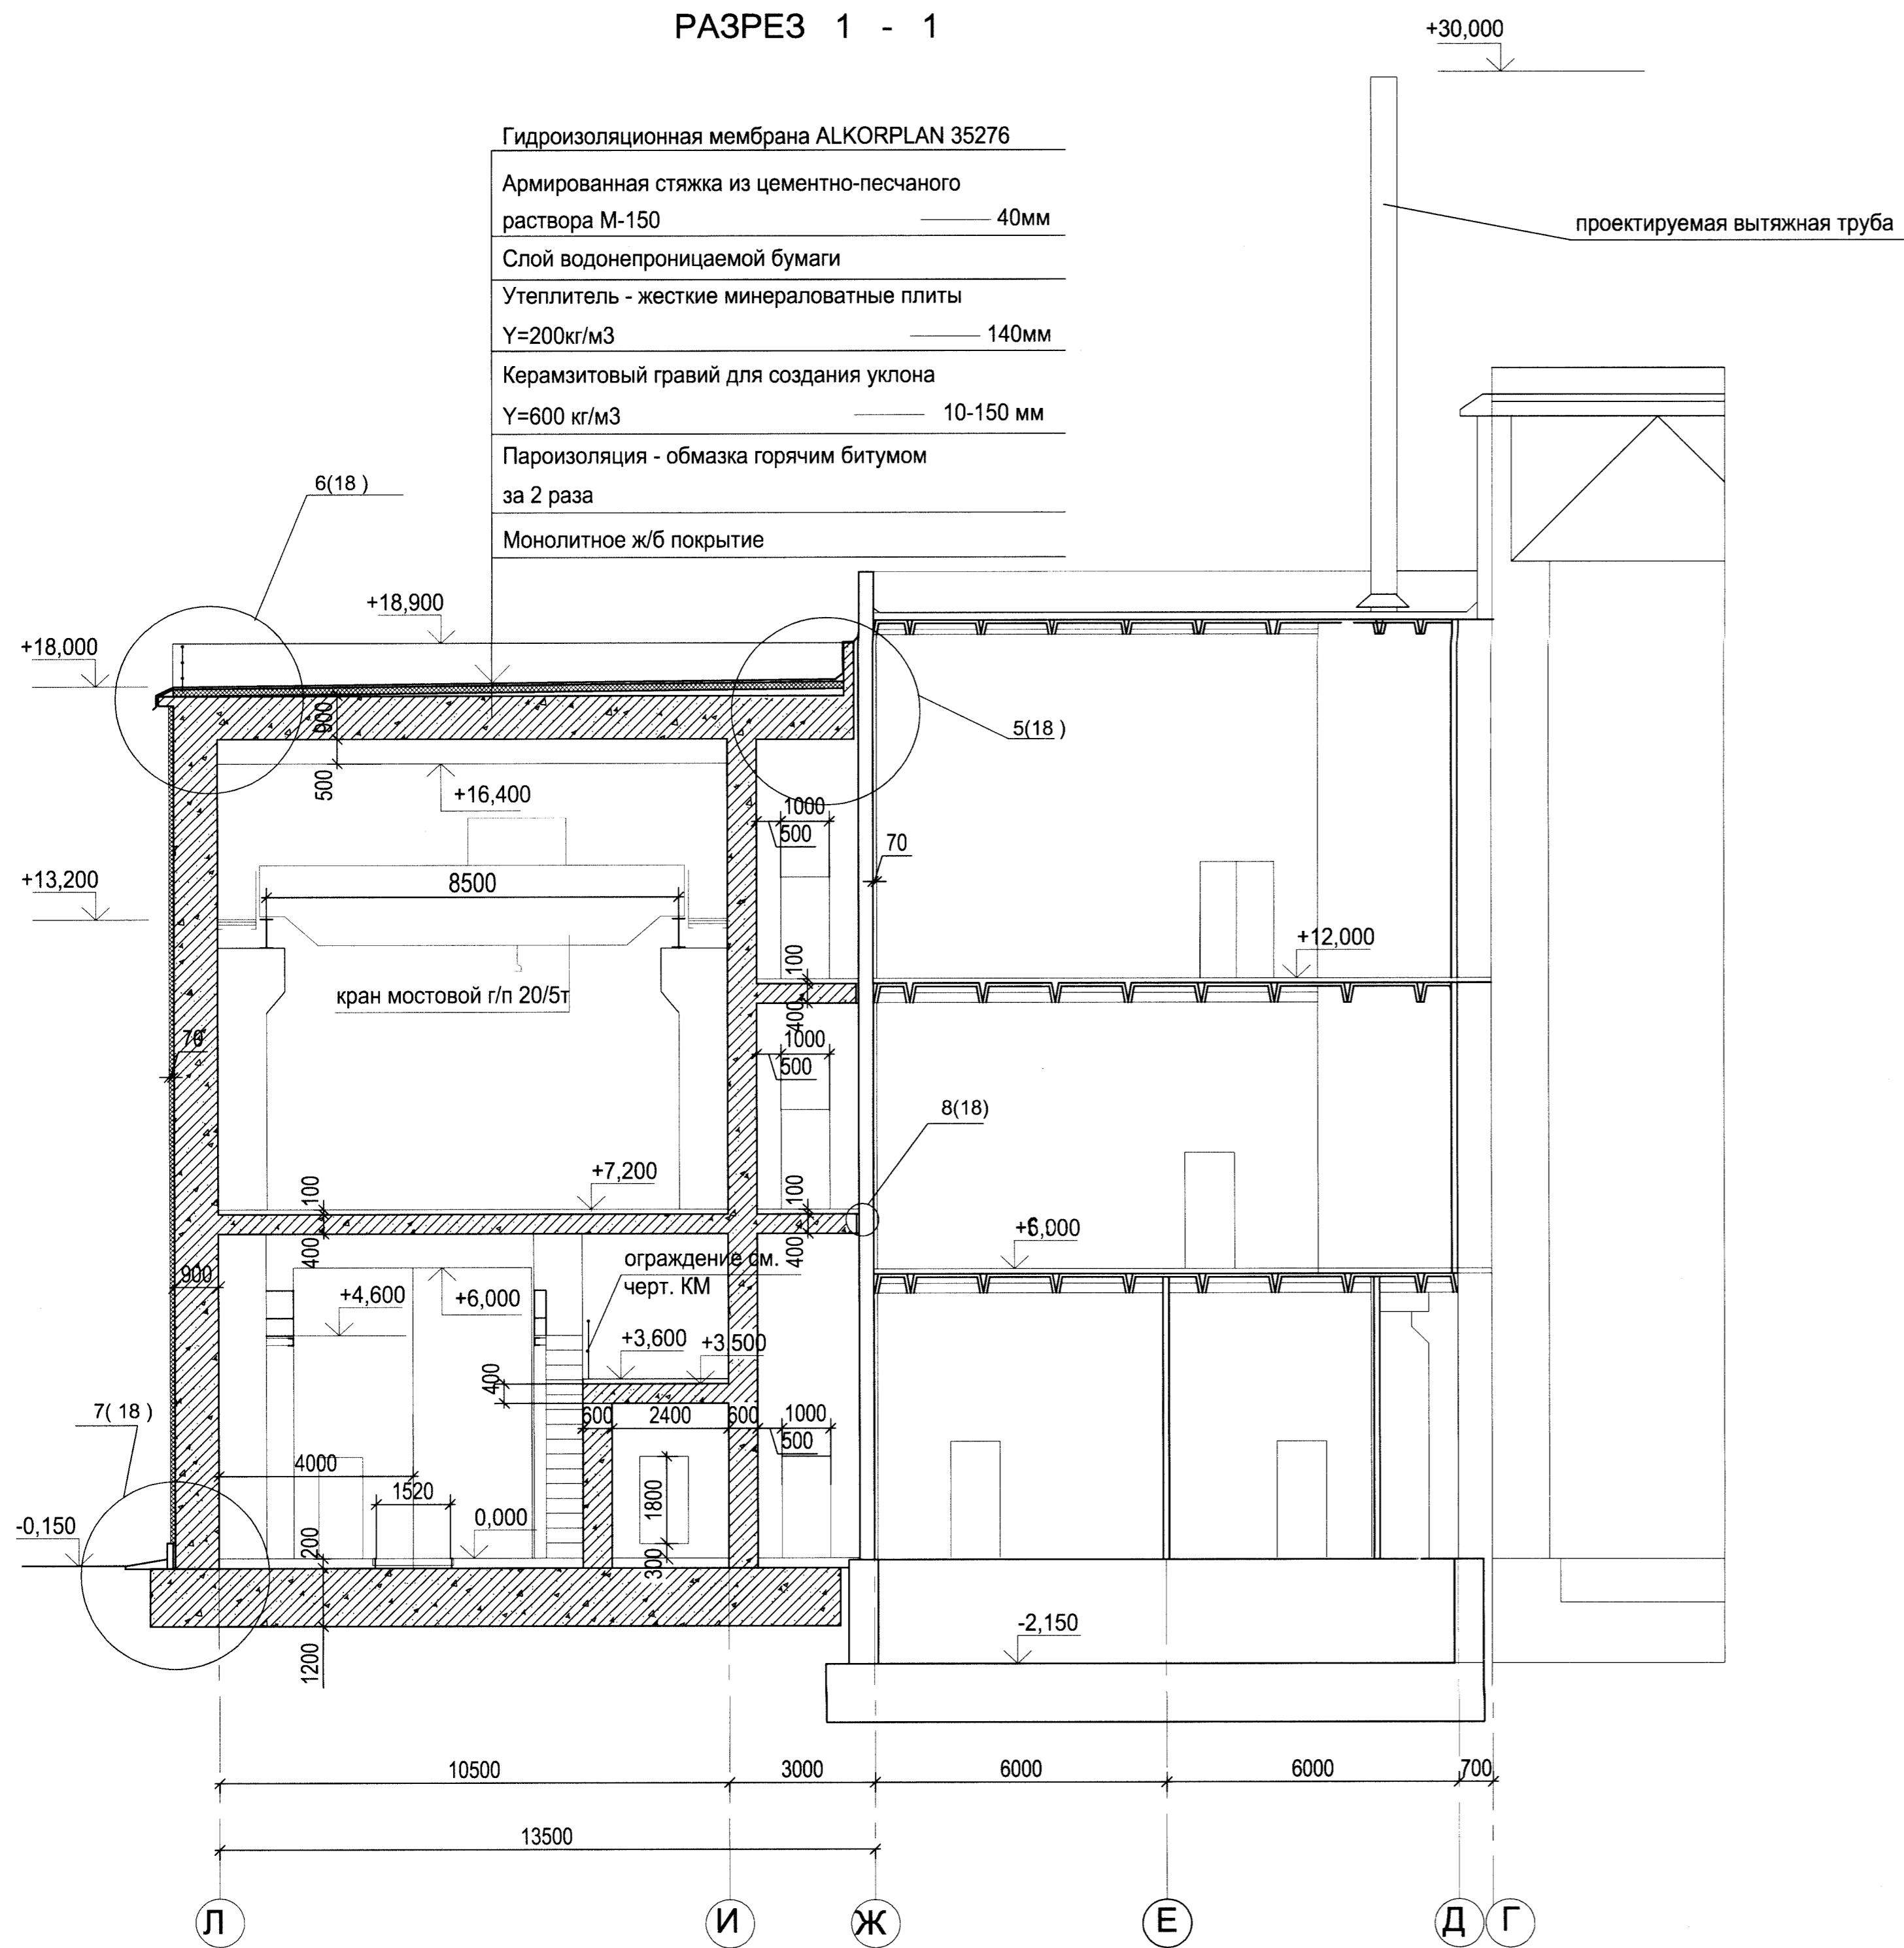 РАЗРЕЗ 1 - 1
+30,000
Гидроизоляционная мембрана ALKORPLAN 35276
Армированная стяжка из цементно-песчаного
раствора М-150 40мм
проектируемая вытяжная труба
Слой водонепроницаемой бумаги
Утеплитель - жесткие минераловатные плиты
Y=200кг/м3 140мм
Керамзитовый гравий для создания уклона
Y=600 кг/м3 10-150 мм
Пароизоляция - обмазка горячим битумом
за 2 раза
Монолитное ж/б покрытие
6(18 )
+18,900
+18,000
900
5(18 )
500
+16,400
1000
500
70
+13,200
8500
+12,000
100
кран мостовой г/п 20/5т
400
1000
500
8(18)
+7,200
100
100
+6,000
400
400
ограждение см.
черт. КМ
900
+4,600
+6,000
+3,600
+3,500
400
7( 18 )
600
2400
600
1000
500
4000
1520
1800
-0,150
0,000
200
300
-2,150
1200
10500
3000
6000
6000
700
13500
Л
И
Ж
Е
Д
Г